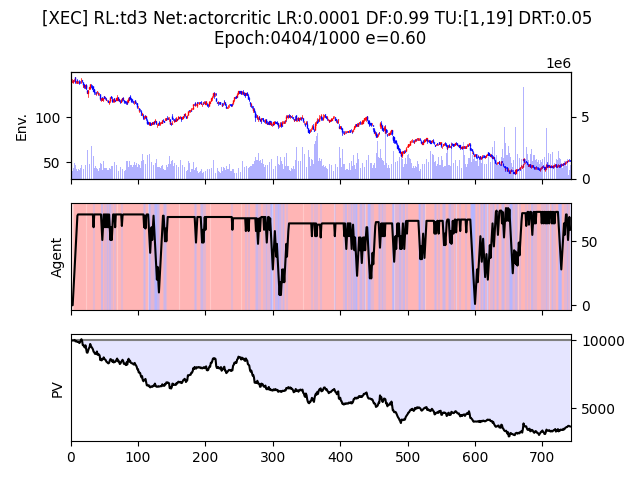 [XEC] RL:td3 Net:actorcritic LR:0.0001 DF:0.99 TU:[1,19] DRT:0.05
Epoch:0404/1000 e=0.60
1e6
Env.
100
50
5
0
Agent
50
0
PV
10000
5000
0 100 200 300 400 500 600 700